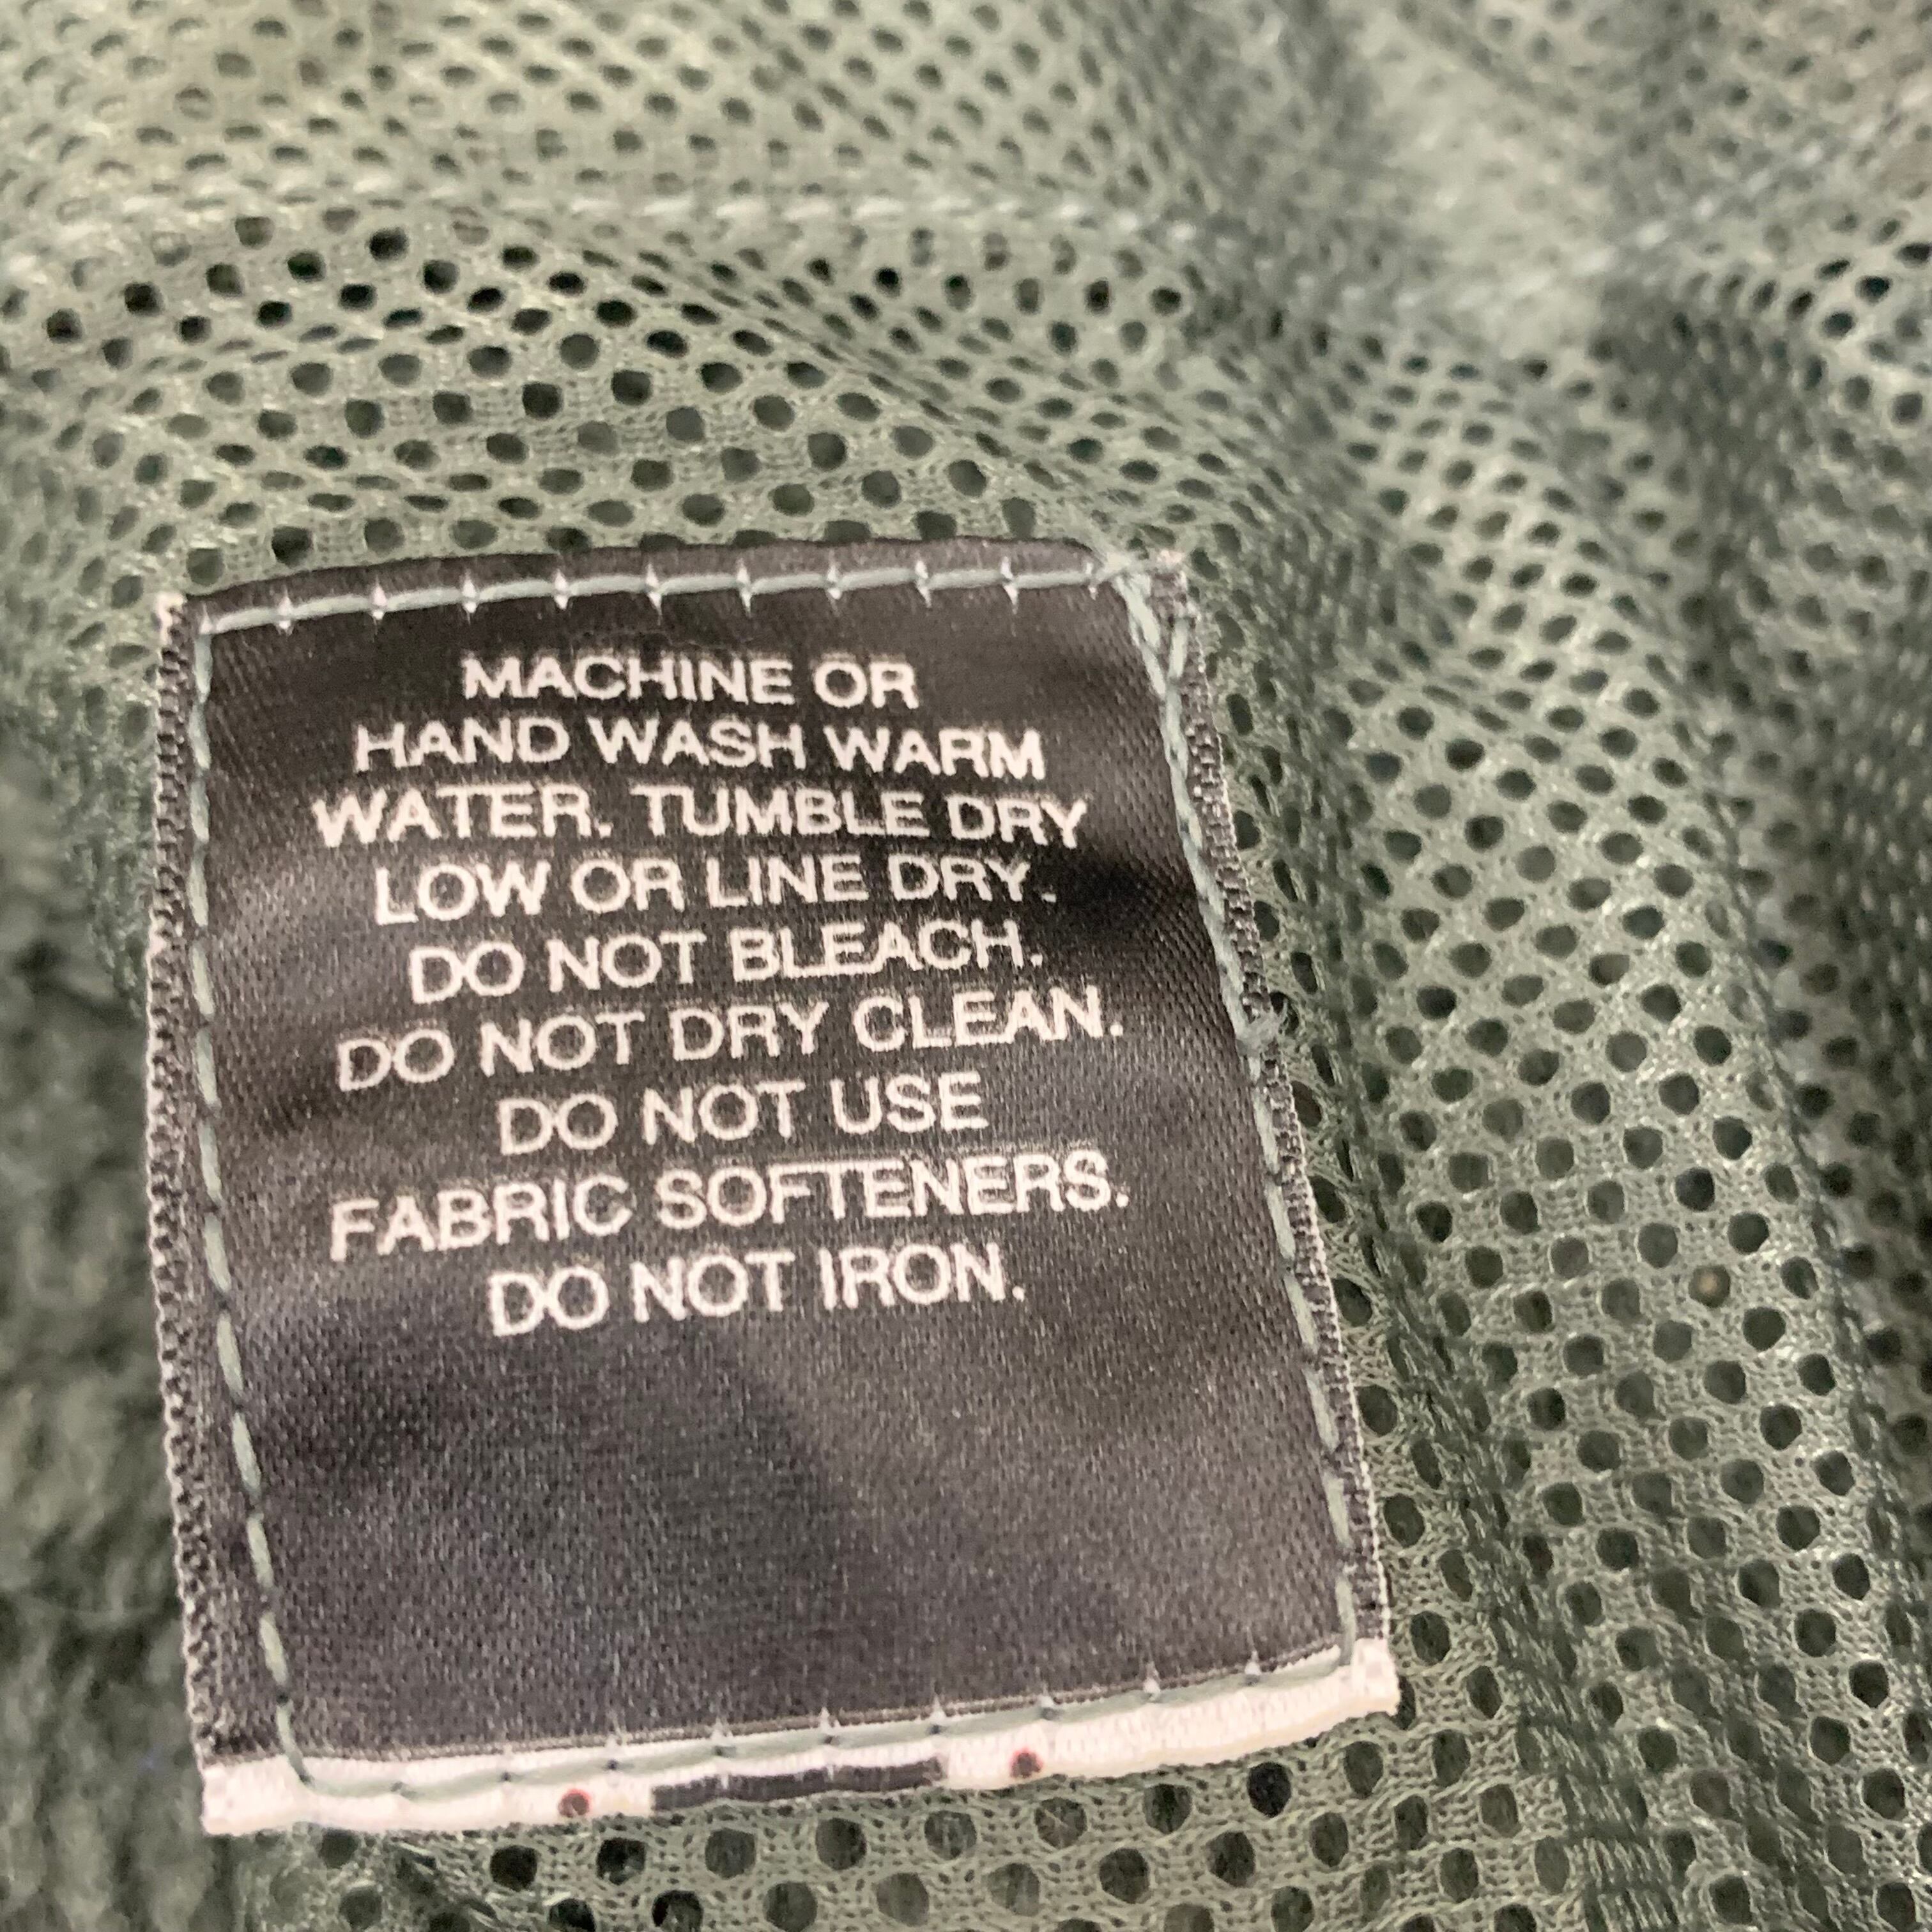 MACHINE OR
HAND WASH WARM
WATER. TUMBLE DRY
LOW OR LINE DRY.
DO NOT BLEACH.
DO NOT DRY CLEAN.
DO NOT USE
FABRIC SOFTENERS.
DO NOT IRON.